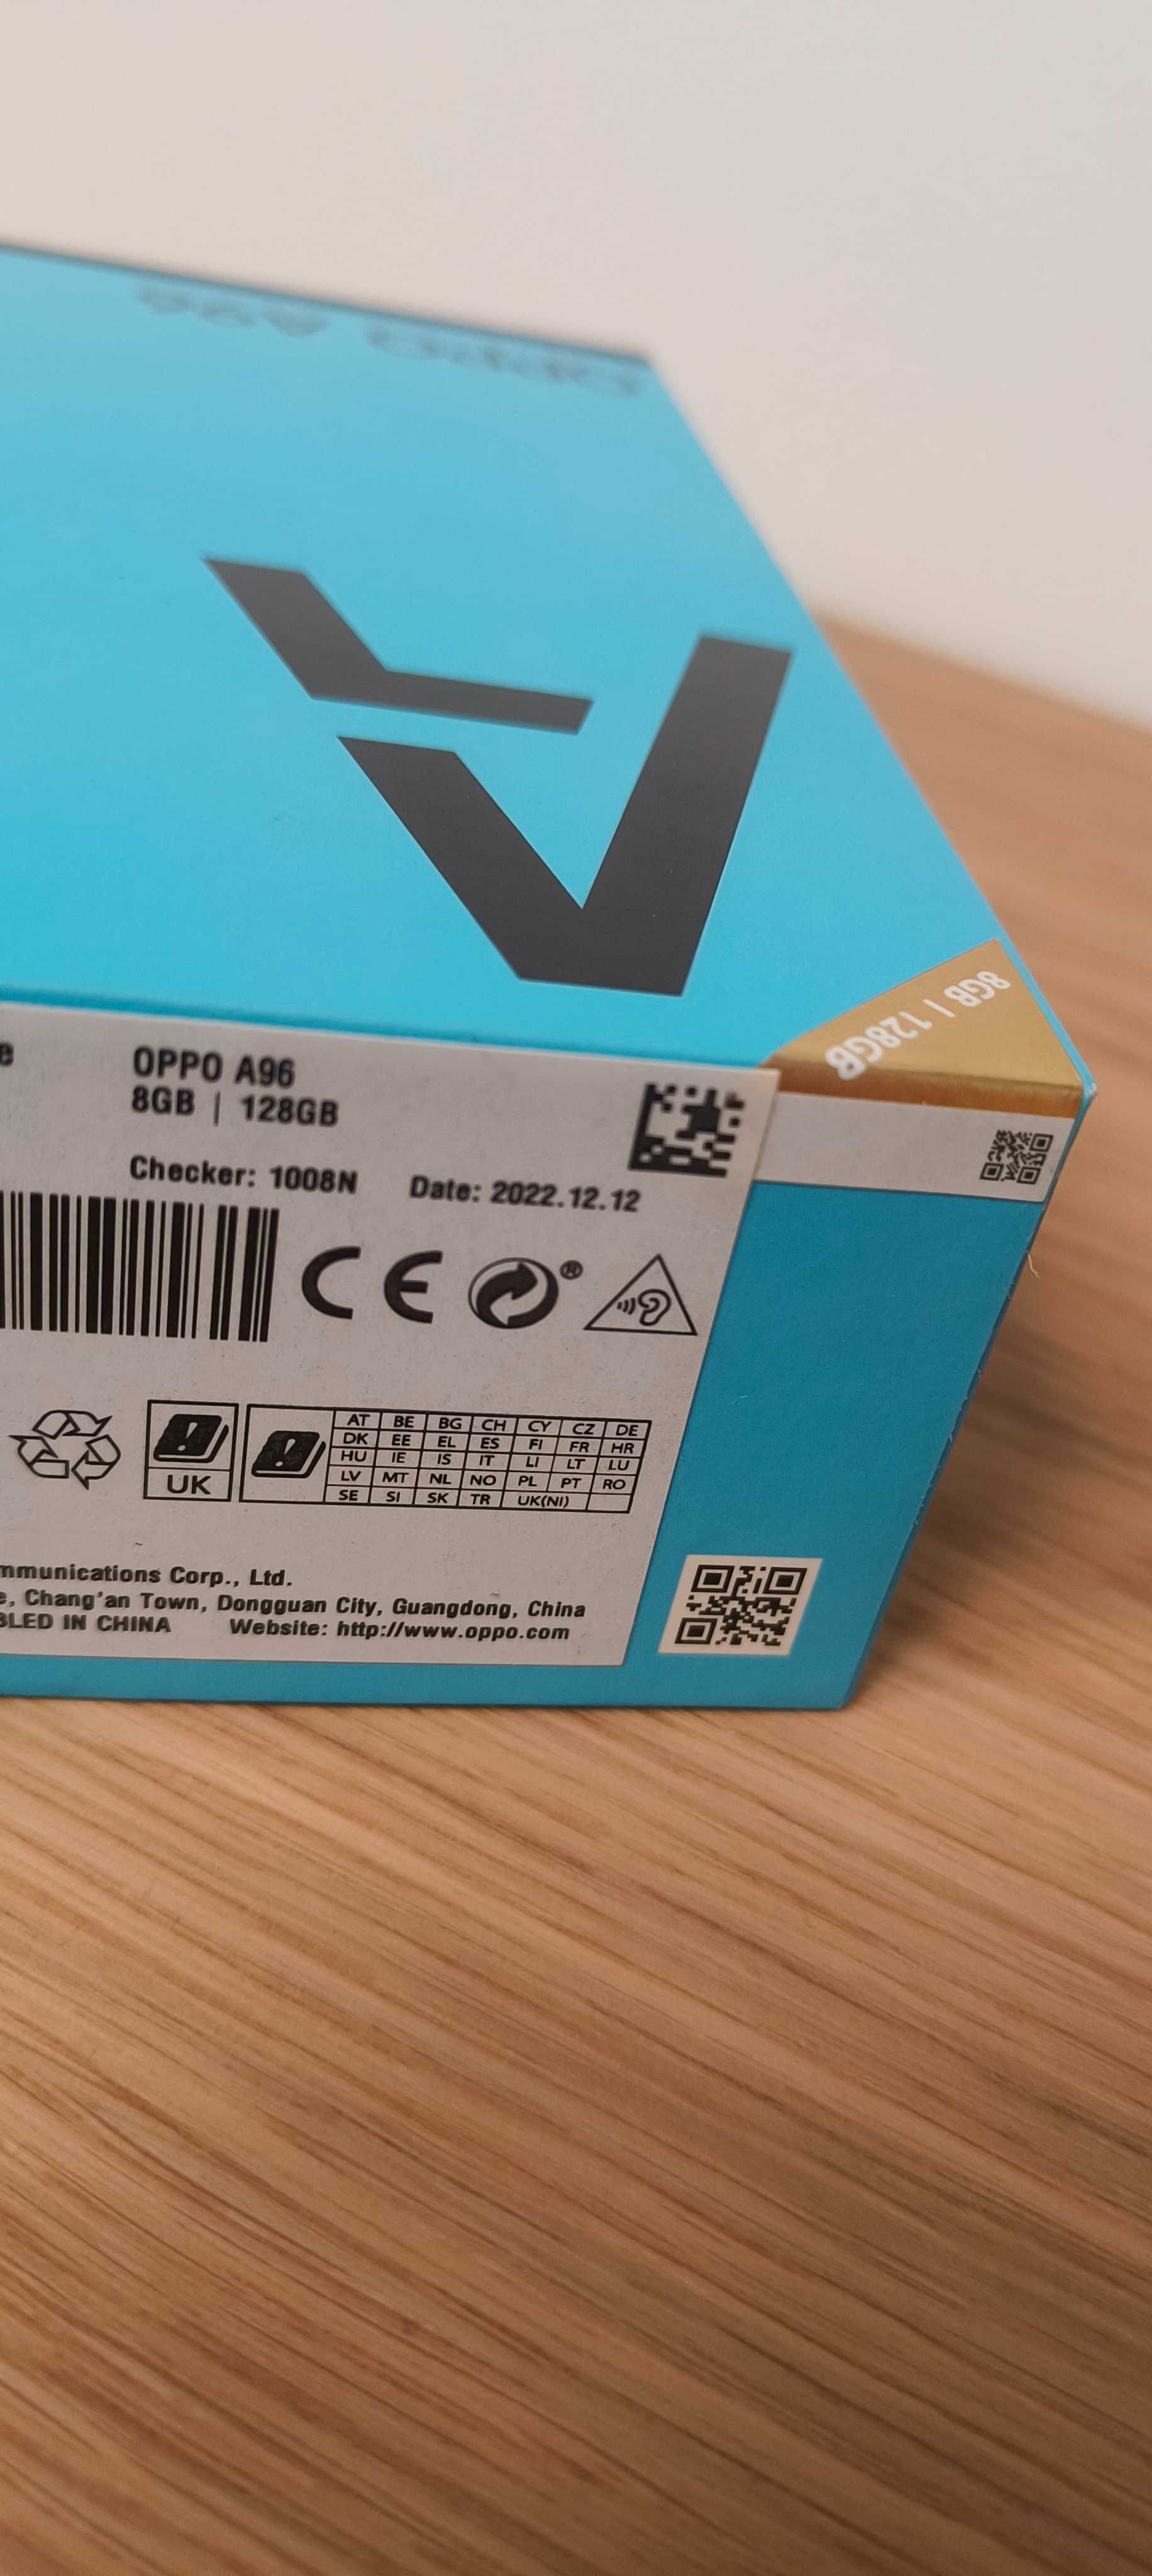 OPPO A96
8GB | 128GB
e
OPPO A96
8GB | 128GB
Checker: 1008N Date: 2022.12.12
CE ®
UK
AT BE BG CH CY CZ DE
DK EE EL ES FI FR HR
HU IE IS IT LI LT LU
LV MT NL NO PL PT RO
SE SI SK TR UK(NI)
mmunications Corp., Ltd.
e, Chang'an Town, Dongguan City, Guangdong, China
BLED IN CHINA Website: http://www.oppo.com